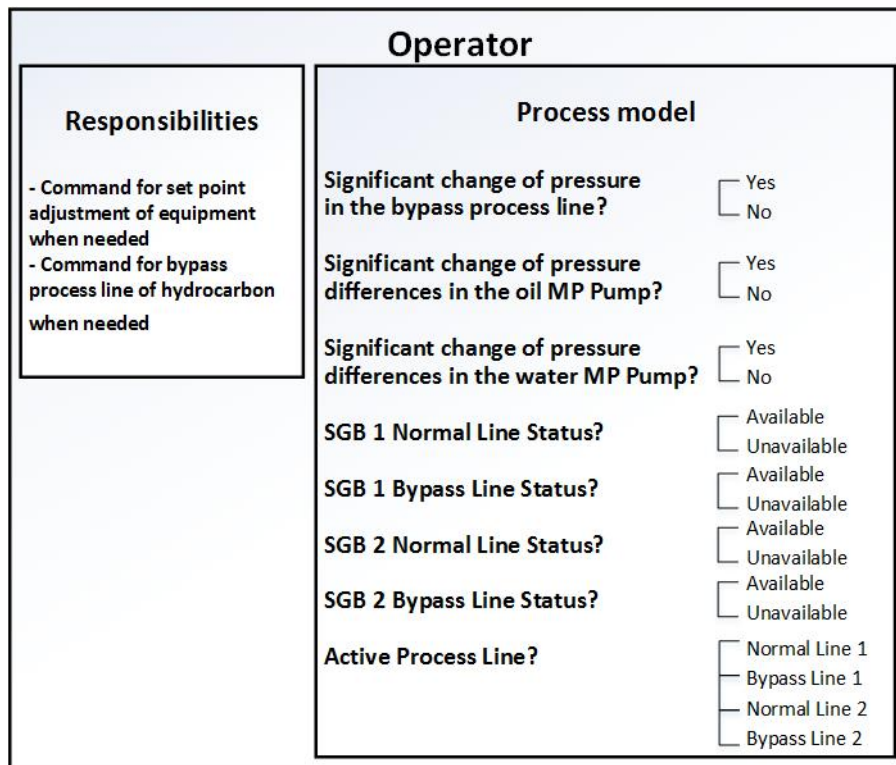 Operator
Responsibilities
- Command for set point
adjustment of equipment
when needed
- Command for bypass
process line of hydrocarbon
when needed
Process model
Significant change of pressure
in the bypass process line?
Yes
No
Significant change of pressure
differences in the oil MP Pump?
Yes
No
Significant change of pressure
differences in the water MP Pump?
Yes
No
SGB 1 Normal Line Status?
Available
Unavailable
SGB 1 Bypass Line Status?
Available
Unavailable
SGB 2 Normal Line Status?
Available
Unavailable
SGB 2 Bypass Line Status?
Available
Unavailable
Active Process Line?
Normal Line 1
Bypass Line 1
Normal Line 2
Bypass Line 2